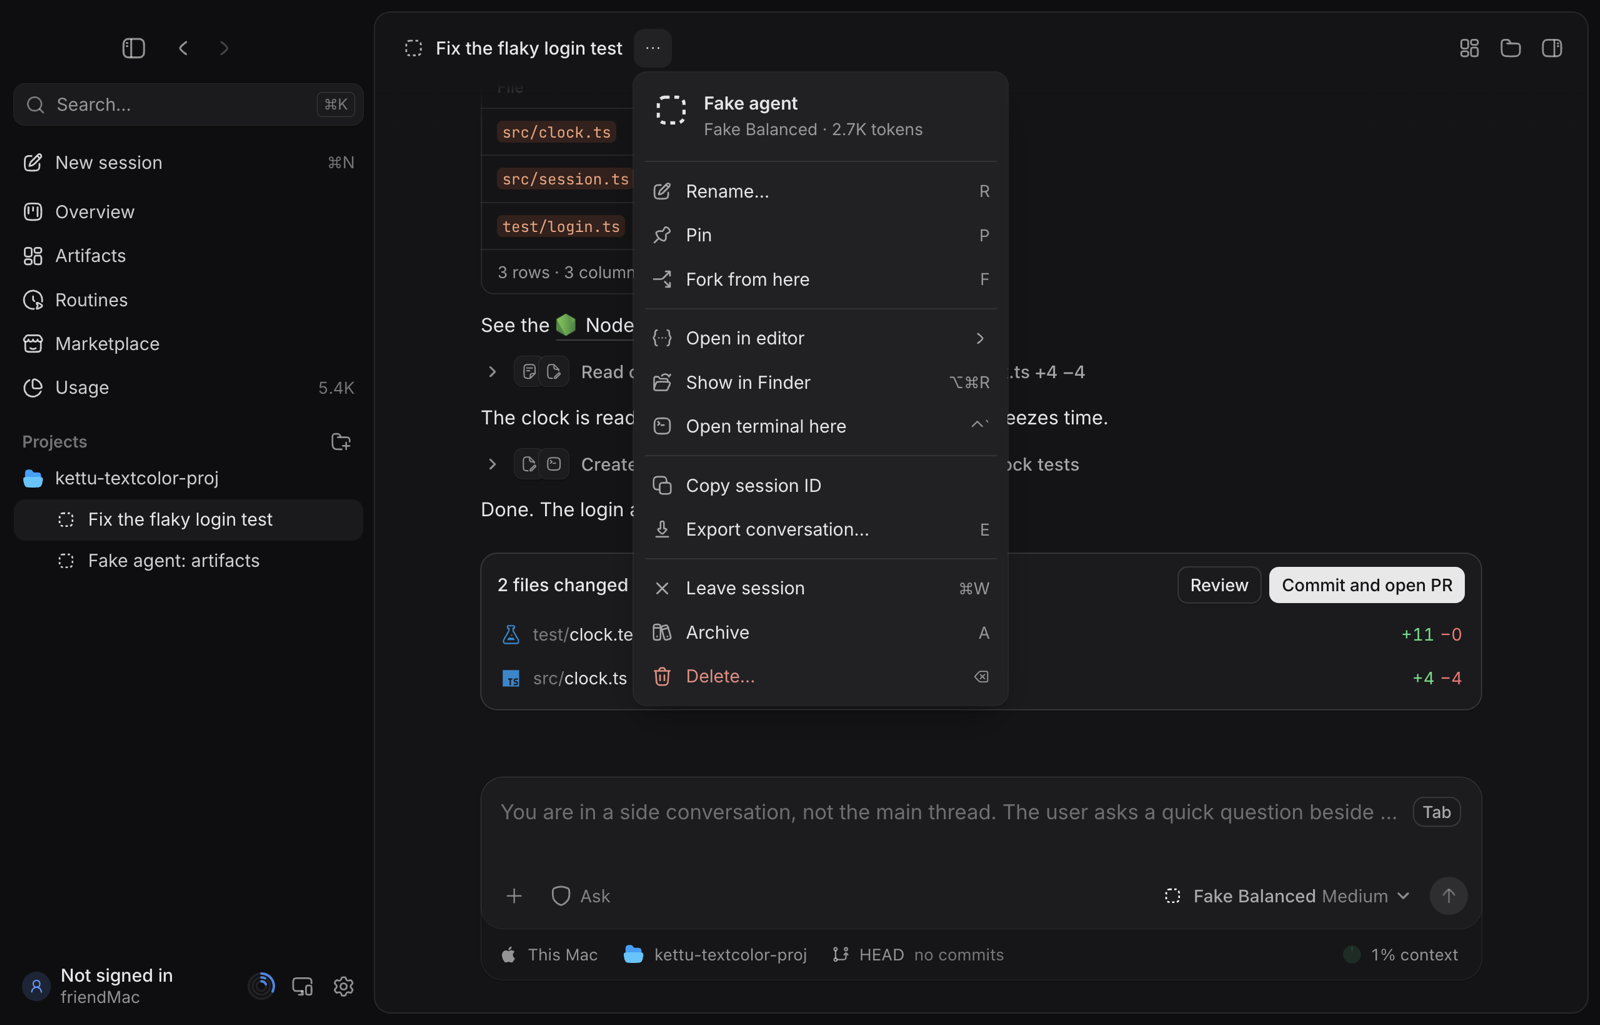 Fix the flaky login test
Search...
⌘K
New session
⌘N
Overview
Artifacts
Routines
Marketplace
Usage
5.4K
Projects
kettu-textcolor-proj
Fix the flaky login test
Fake agent: artifacts
Not signed in
friendMac
File
src/clock.ts
src/session.ts
test/login.ts
3 rows · 3 column
See the Node
Read
.ts +4 −4
The clock is read
eezes time.
Create
ock tests
Done. The login
Fake agent
Fake Balanced · 2.7K tokens
Rename...
R
Pin
P
Fork from here
F
Open in editor
Show in Finder
⌥⌘R
Open terminal here
⌃`
Copy session ID
Export conversation...
E
Leave session
⌘W
Archive
A
Delete...
⌫
2 files changed
Review
Commit and open PR
test/clock.te
+11 −0
src/clock.ts
+4 −4
You are in a side conversation, not the main thread. The user asks a quick question beside ...
Tab
Ask
Fake Balanced Medium
This Mac
kettu-textcolor-proj
HEAD no commits
1% context